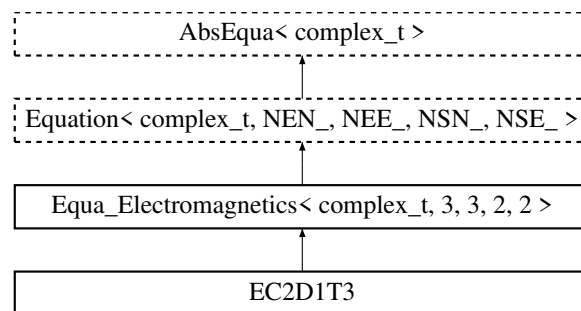 AbsEqua< complex_t >
Equation< complex_t, NEN_, NEE_, NSN_, NSE_ >
Equa_Electromagnetics< complex_t, 3, 3, 2, 2 >
EC2D1T3